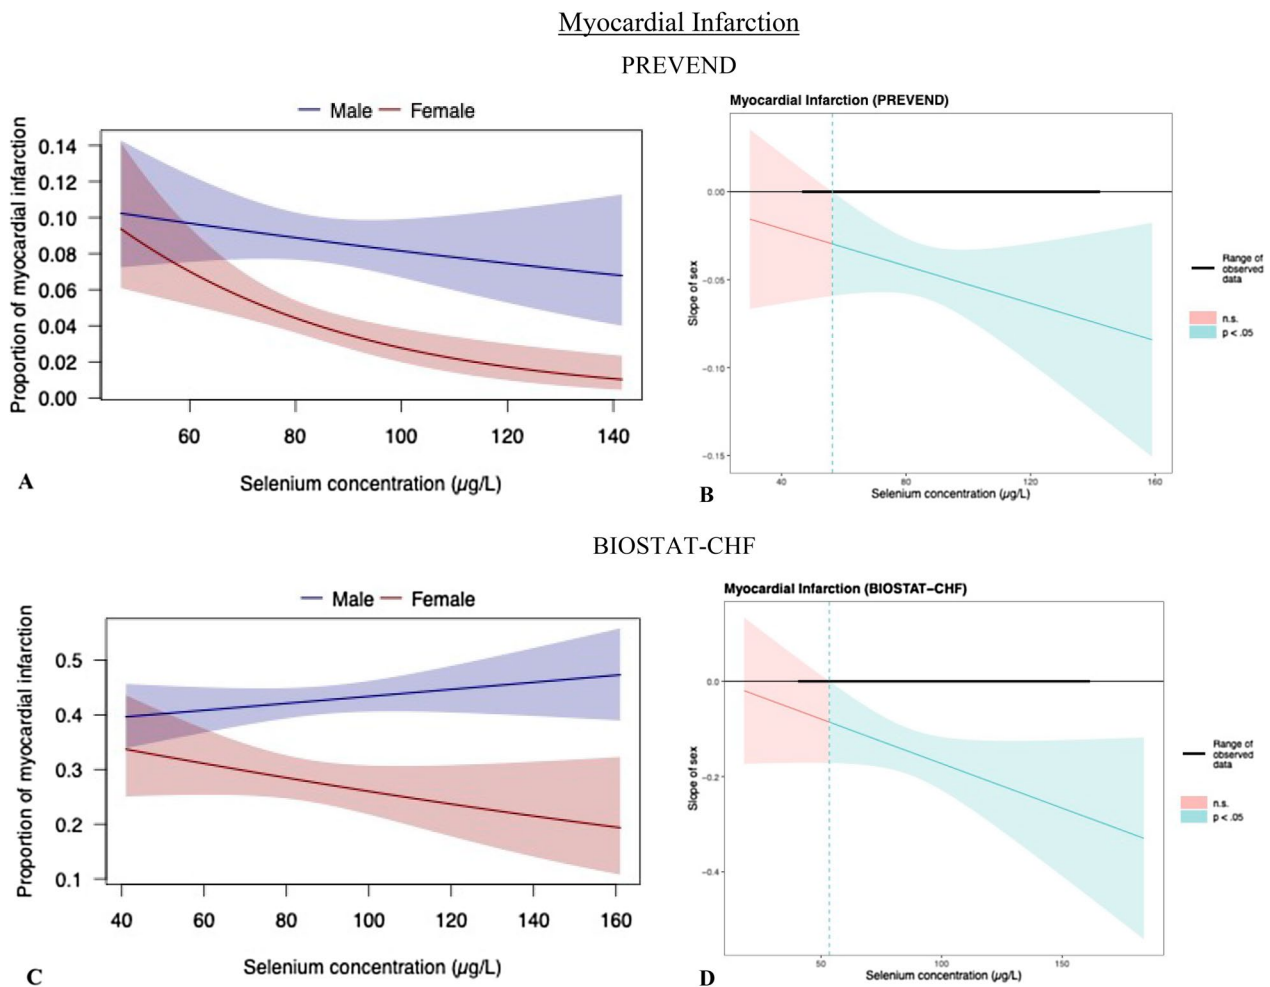 Myocardial Infarction
PREVEND
Male Female
Proportion of myocardial infarction
0.14
0.12
0.10
0.08
0.06
0.04
0.02
0.00
60 80 100 120 140
Selenium concentration (µg/L)
A
Myocardial Infarction (PREVEND)
Slope of sex
0.00
−0.05
−0.10
−0.15
40 80 120 160
Selenium concentration (µg/L)
Range of
observed
data
n.s.
p < .05
B
BIOSTAT-CHF
Male Female
Proportion of myocardial infarction
0.5
0.4
0.3
0.2
0.1
40 60 80 100 120 140 160
Selenium concentration (µg/L)
C
Myocardial Infarction (BIOSTAT−CHF)
Slope of sex
0.0
−0.2
−0.4
50 100 150
Selenium concentration (µg/L)
Range of
observed
data
n.s.
p < .05
D